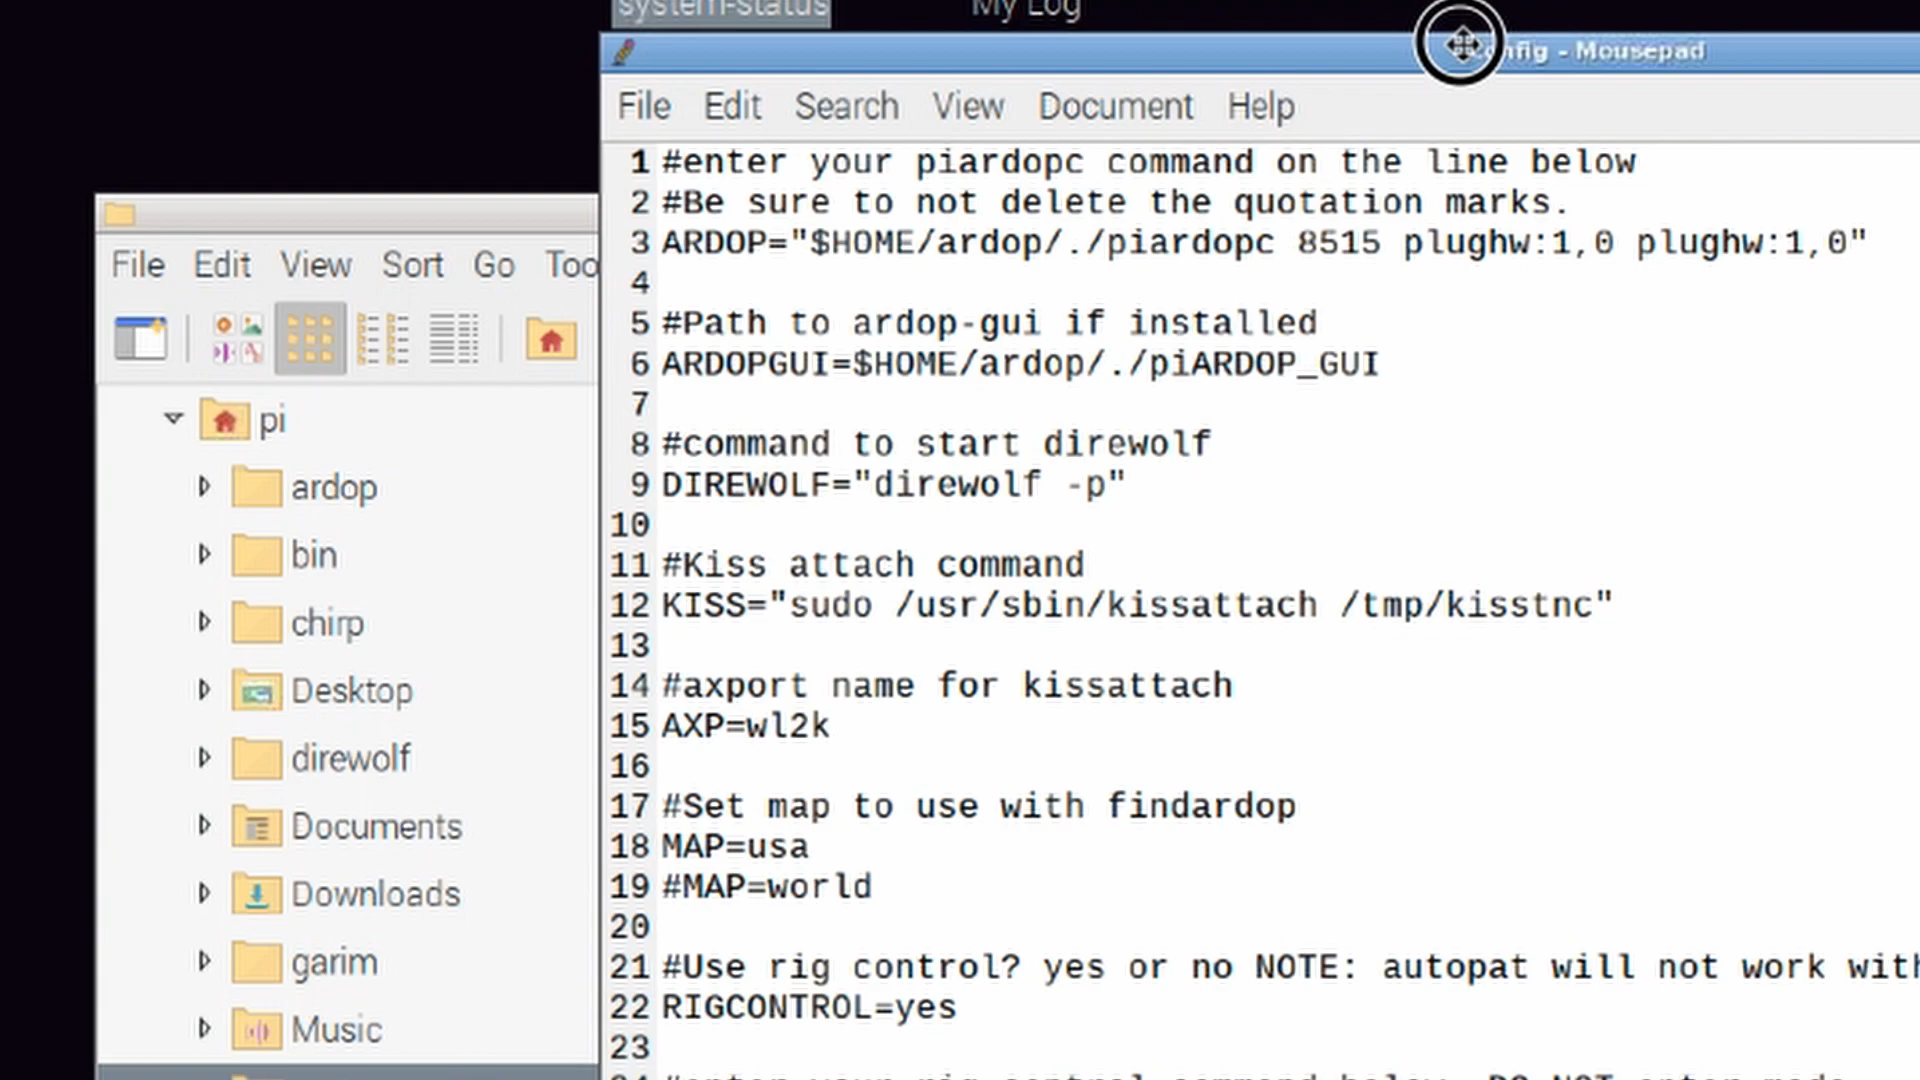 system-status
My Log
config - Mousepad
File Edit Search View Document Help
1 #enter your piardopc command on the line below
2 #Be sure to not delete the quotation marks.
3 ARDOP="$HOME/ardop/./piardopc 8515 plughw:1,0 plughw:1,0"
4
5 #Path to ardop-gui if installed
6 ARDOPGUI=$HOME/ardop/./piARDOP_GUI
7
8 #command to start direwolf
9 DIREWOLF="direwolf -p"
10
11 #Kiss attach command
12 KISS="sudo /usr/sbin/kissattach /tmp/kisstnc"
13
14 #axport name for kissattach
15 AXP=wl2k
16
17 #Set map to use with findardop
18 MAP=usa
19 #MAP=world
20
21 #Use rig control? yes or no NOTE: autopat will not work with
22 RIGCONTROL=yes
23
File Edit View Sort Go Too
pi
ardop
bin
chirp
Desktop
direwolf
Documents
Downloads
garim
Music